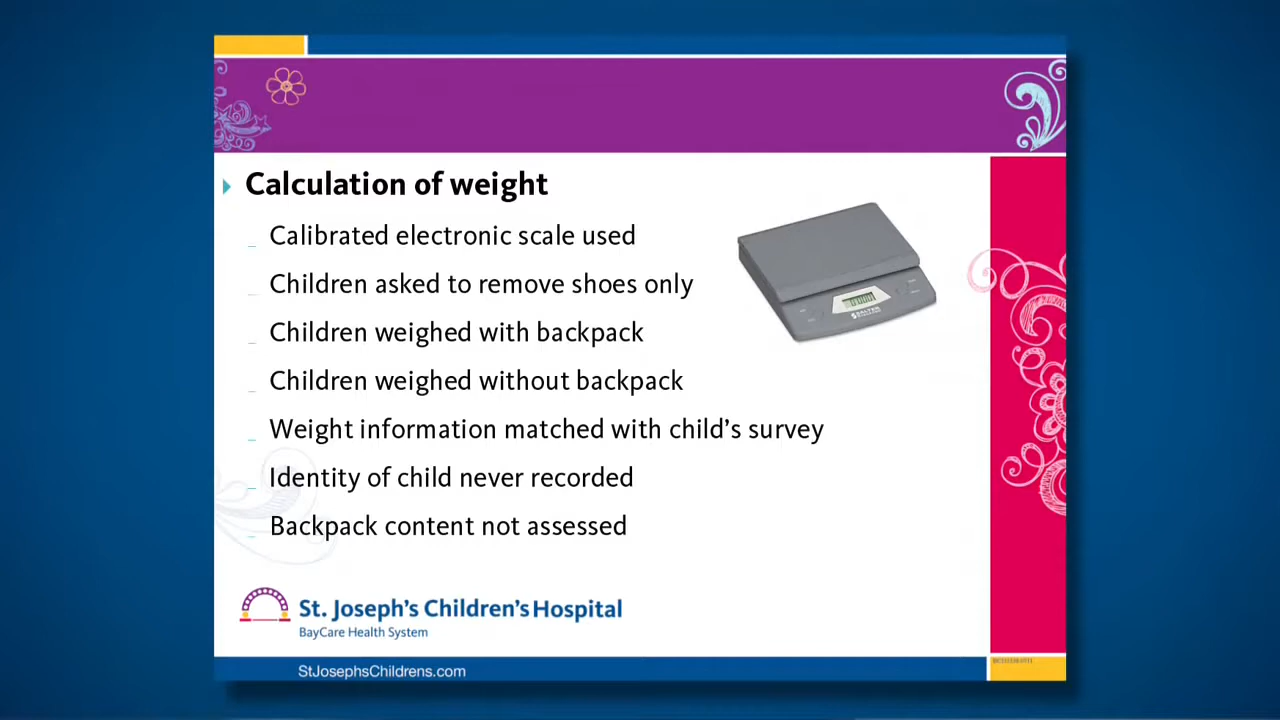 Calculation of weight
Calibrated electronic scale used
Children asked to remove shoes only
Children weighed with backpack
Children weighed without backpack
Weight information matched with child's survey
Identity of child never recorded
Backpack content not assessed
SALTER
St. Joseph's Children's Hospital
BayCare Health System
StJosephsChildrens.com